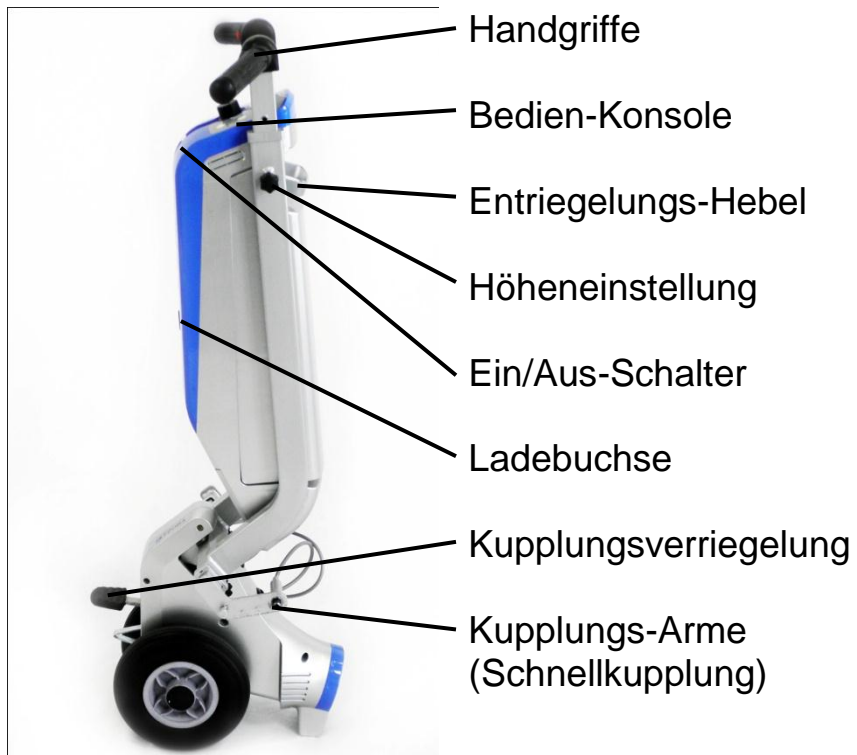 Handgriffe
Bedien-Konsole
Entriegelungs-Hebel
Höheneinstellung
Ein/Aus-Schalter
Ladebuchse
Kupplungsverriegelung
Kupplungs-Arme
(Schnellkupplung)